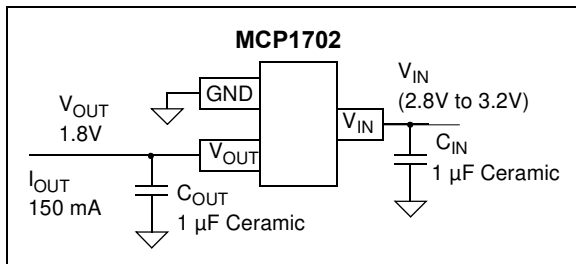 MCP1702
GND
V_IN
(2.8V to 3.2V)
V_OUT
1.8V
V_IN
V_OUT
C_IN
1 µF Ceramic
I_OUT
150 mA
C_OUT
1 µF Ceramic